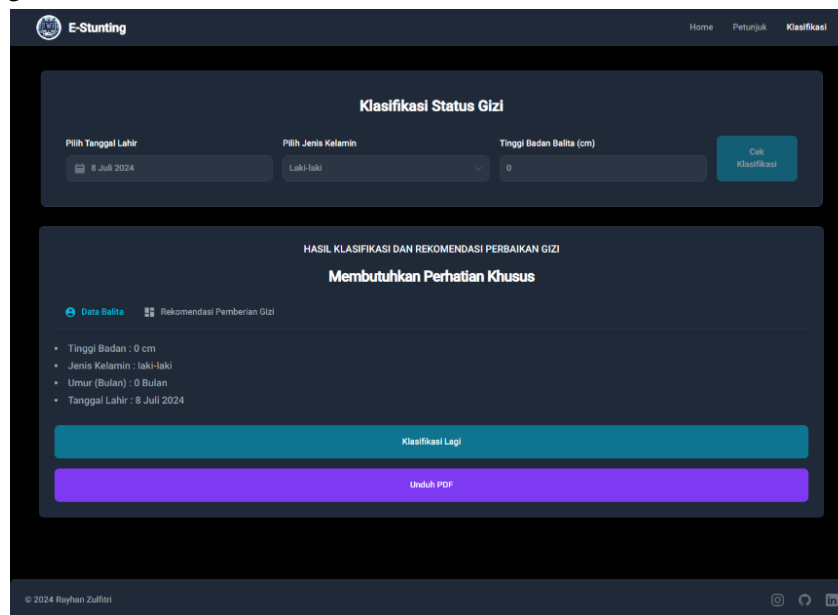 E-Stunting
Home Petunjuk Klasifikasi
Klasifikasi Status Gizi
Pilih Tanggal Lahir Pilih Jenis Kelamin Tinggi Badan Balita (cm)
8 Juli 2024 Laki-laki 0
Cek
Klasifikasi
HASIL KLASIFIKASI DAN REKOMENDASI PERBAIKAN GIZI
Membutuhkan Perhatian Khusus
Data Balita Rekomendasi Pemberian Gizi
• Tinggi Badan : 0 cm
• Jenis Kelamin : laki-laki
• Umur (Bulan) : 0 Bulan
• Tanggal Lahir : 8 Juli 2024
Klasifikasi Lagi
Unduh PDF
© 2024 Rayhan Zulfitri